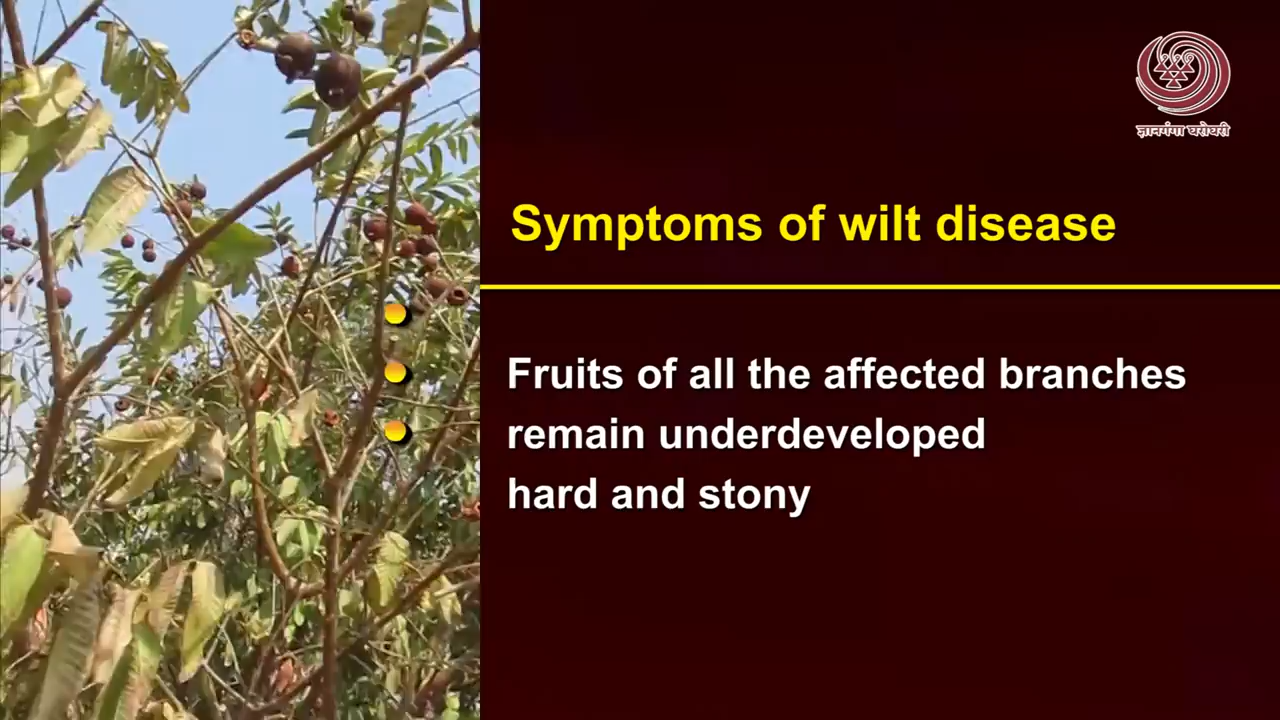 ज्ञानगंगा घरोघरी
Symptoms of wilt disease
Fruits of all the affected branches
remain underdeveloped
hard and stony